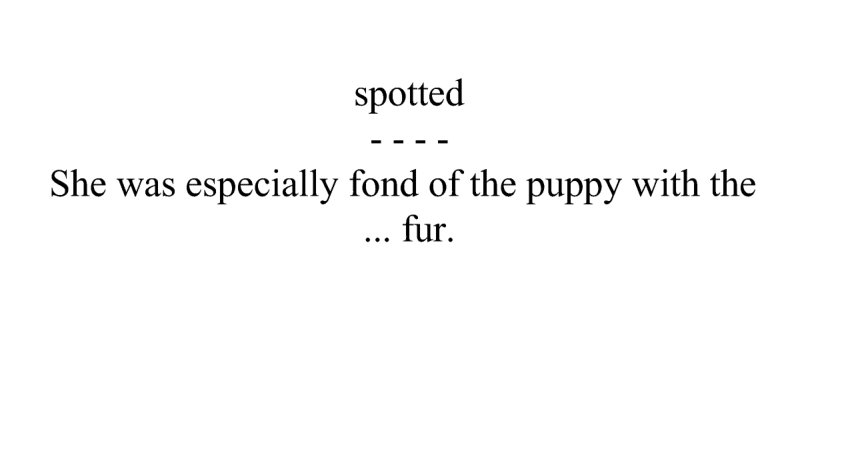 spotted
- - - -
She was especially fond of the puppy with the
... fur.